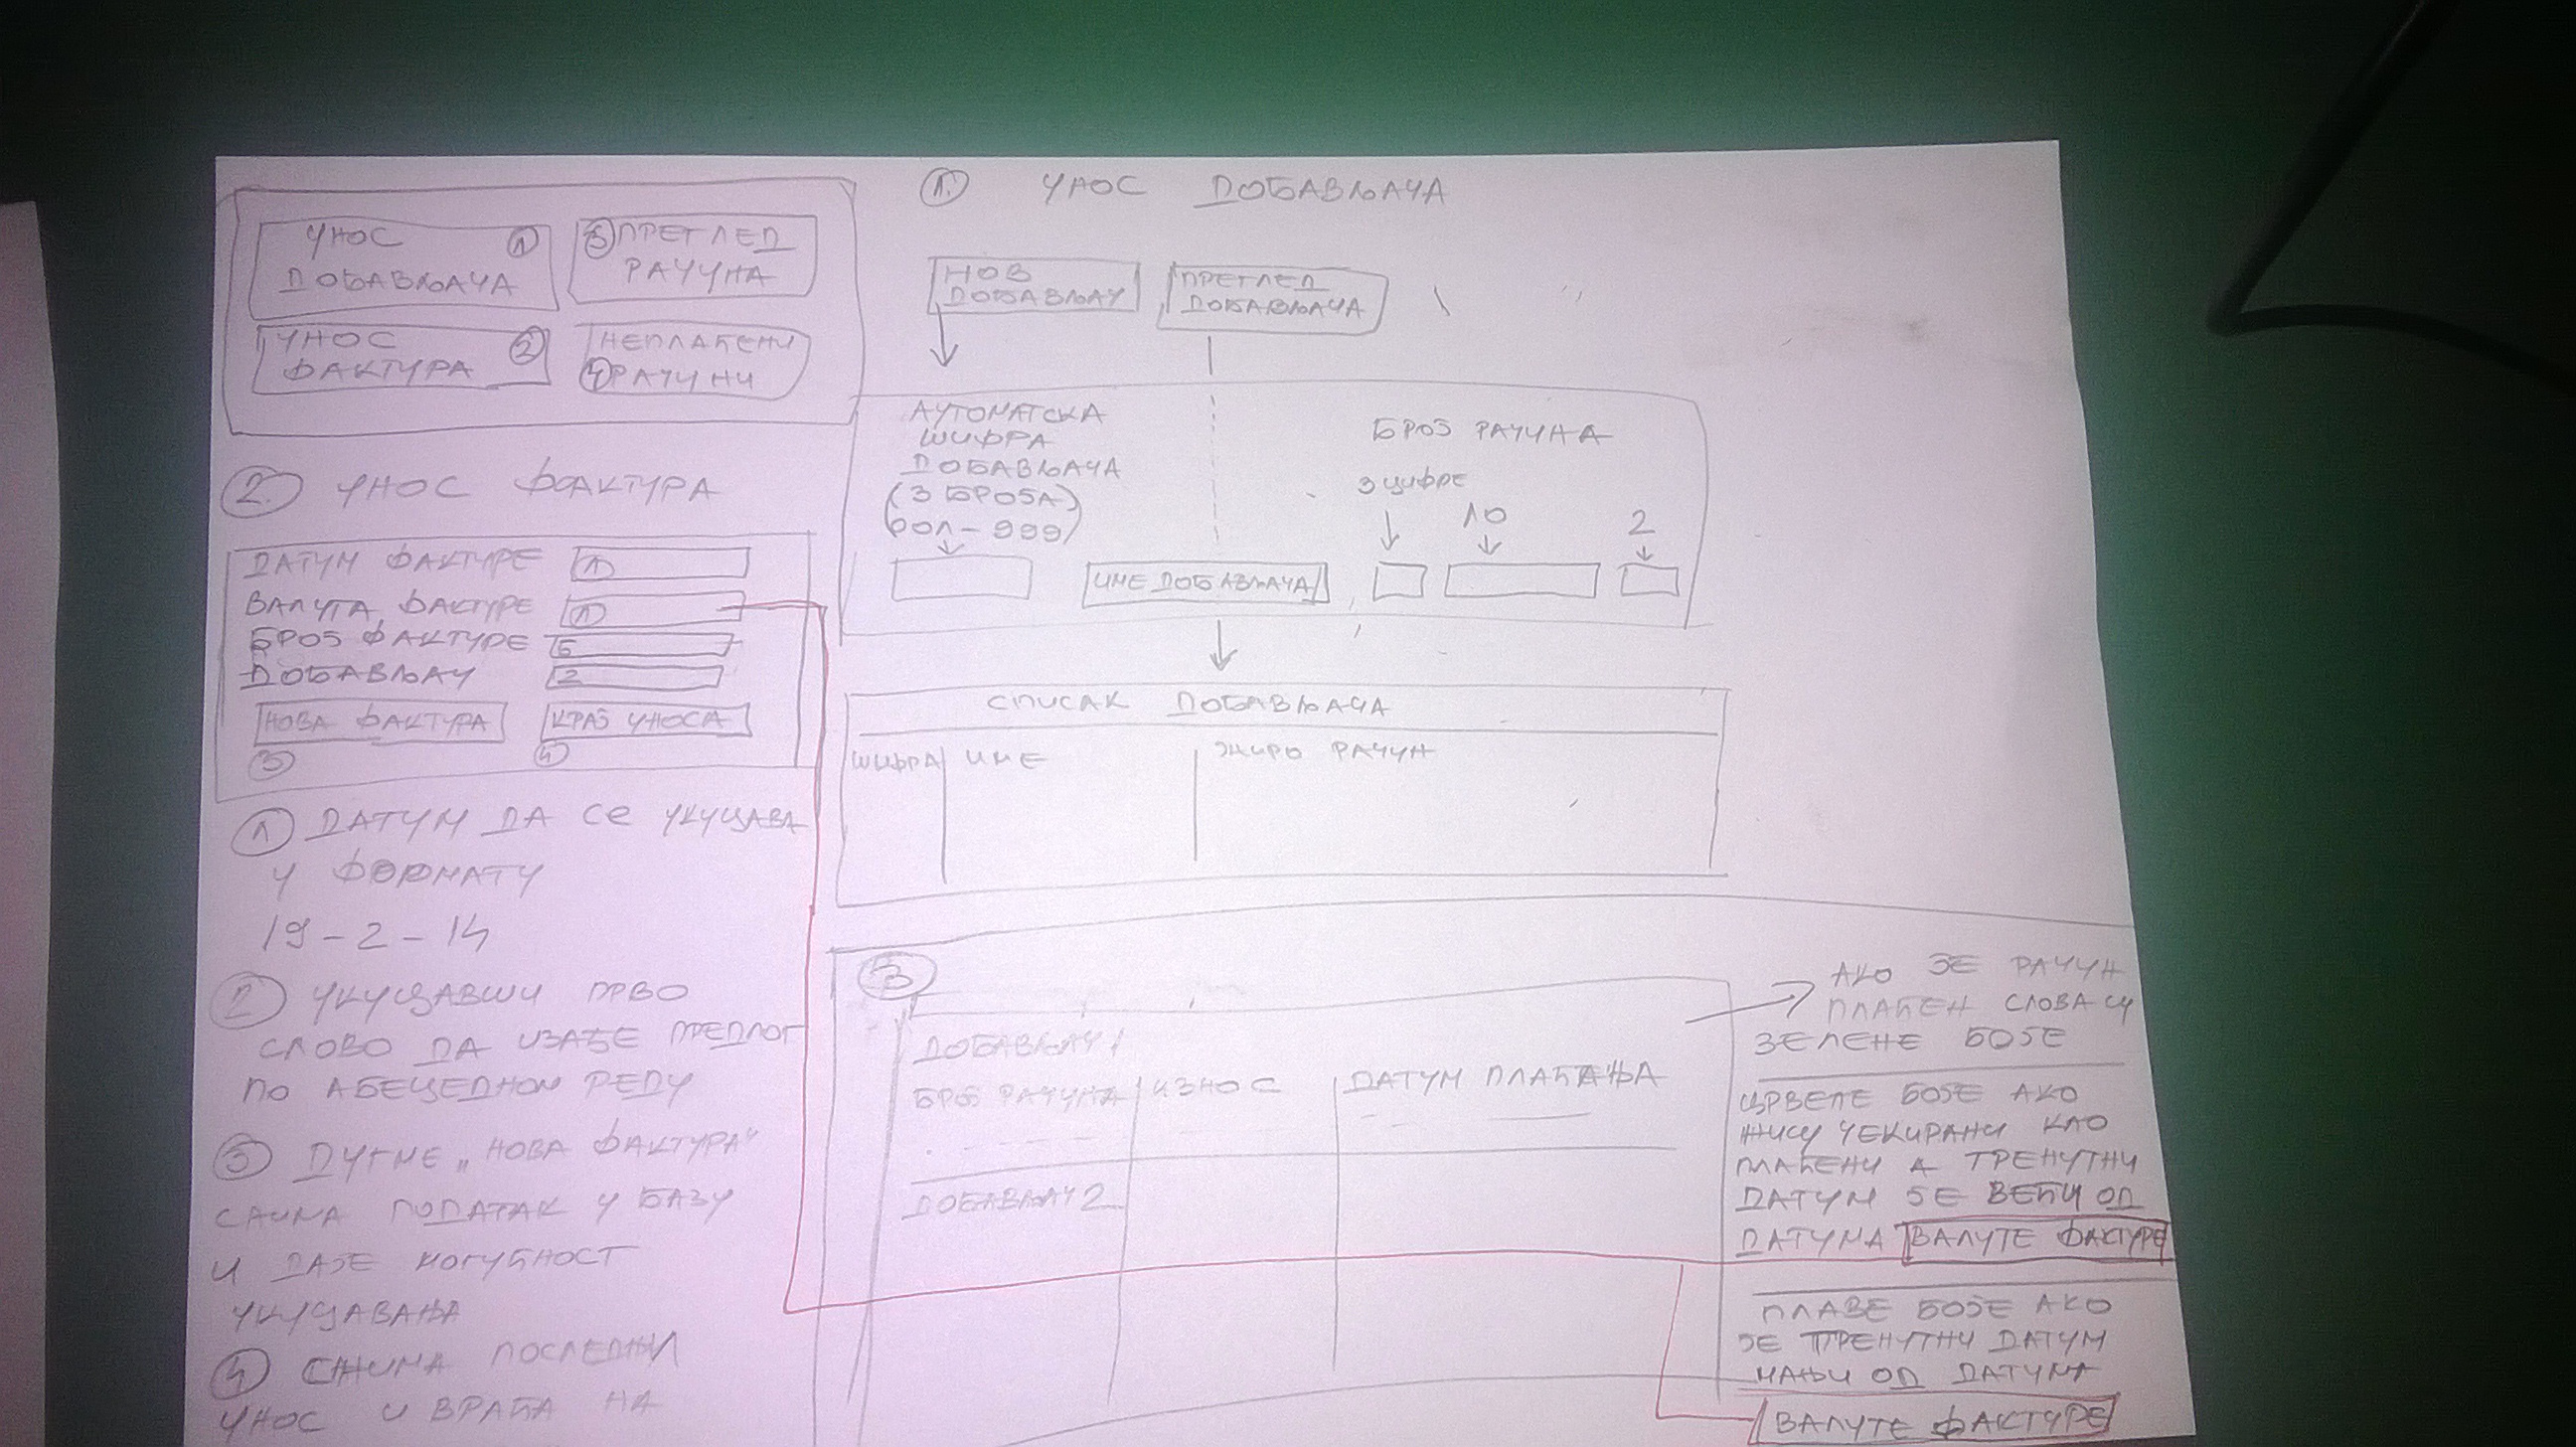 УНОС ①
ДОБАВЉАЧА
③ ПРЕГЛЕД
РАЧУНА
УНОС ②
ФАКТУРА
НЕПЛАЋЕНИ
④ РАЧУНИ
② УНОС ФАКТУРА
ДАТУМ ФАКТУРЕ ①
ВАЛУТА ФАКТУРЕ ①
БРОЈ ФАКТУРЕ
ДОБАВЉАЧ 2
НОВА ФАКТУРА КРАЈ УНОСА
③ ④
① ДАТУМ ДА СЕ УКУЦАВА
У ФОРМАТУ
19-2-14
② УКУЦАВШИ ПРВО
СЛОВО ДА ИЗАЂЕ ПРЕДЛОГ
ПО АБЕЦЕДНОМ РЕДУ
③ ДУГМЕ „НОВА ФАКТУРА"
СНИМА ПОДАТАК У БАЗУ
И ДАЈЕ МОГУЋНОСТ
УКУЦАВАЊА
④ СНИМА ПОСЛЕДЊИ
УНОС И ВРАЋА НА
1. УНОС ДОБАВЉАЧА
НОВ
ДОБАВЉАЧ
ПРЕГЛЕД
ДОБАВЉАЧА
АУТОМАТСКА
ШИФРА
ДОБАВЉАЧА
(3 БРОЈА)
001-999)
ИМЕ ДОБАВЉАЧА
БРОЈ РАЧУНА
3 ЦИФРЕ
10
2
СПИСАК ДОБАВЉАЧА
ШИФРА ИМЕ ЖИРО РАЧУН
③
ДОБАВЉАЧ 1
БРОЈ РАЧУНА ИЗНОС ДАТУМ ПЛАЋАЊА
ДОБАВЉАЧ 2
АКО ЈЕ РАЧУН
ПЛАЋЕН СЛОВА СУ
ЗЕЛЕНЕ БОЈЕ
ЦРВЕНЕ БОЈЕ АКО
НИСУ ЧЕКИРАНИ КАО
ПЛАЋЕНИ А ТРЕНУТНИ
ДАТУМ ЈЕ ВЕЋИ ОД
ДАТУМА ВАЛУТЕ ФАКТУРЕ
ПЛАВЕ БОЈЕ АКО
ЈЕ ТРЕНУТНИ ДАТУМ
МАЊИ ОД ДАТУМА
ВАЛУТЕ ФАКТУРЕ